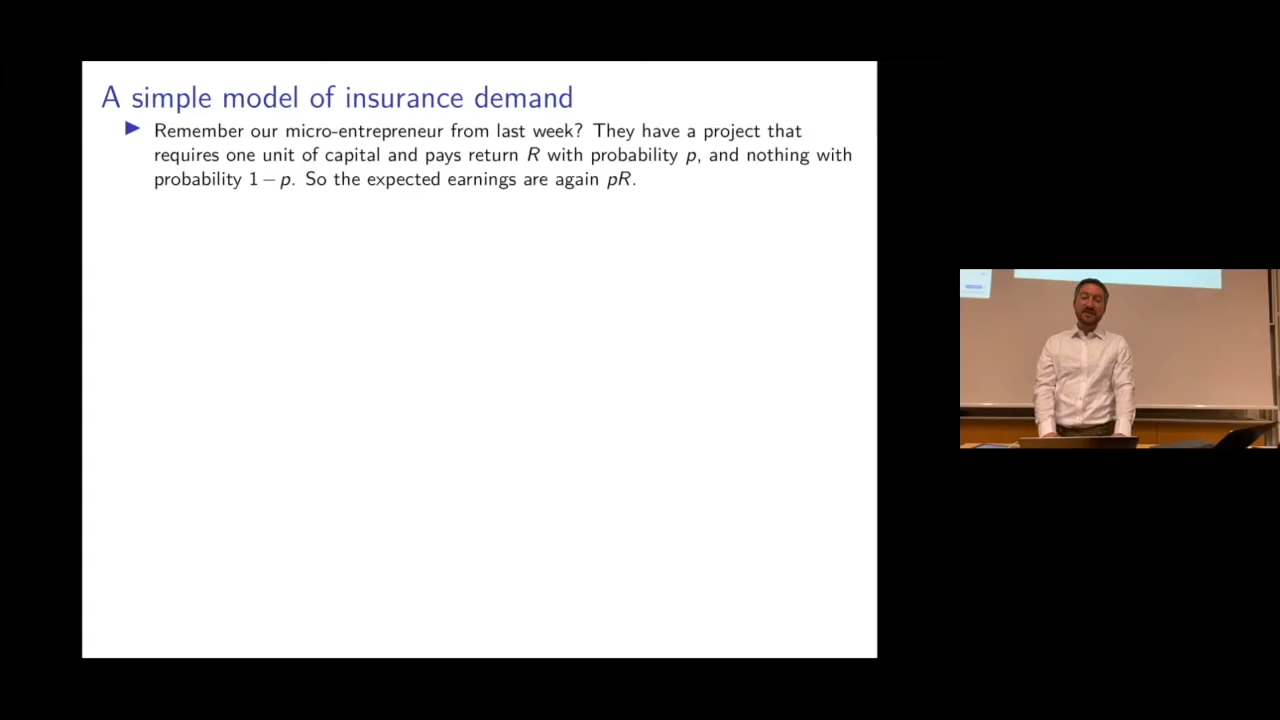 A simple model of insurance demand
▶ Remember our micro-entrepreneur from last week? They have a project that
requires one unit of capital and pays return R with probability p, and nothing with
probability 1 − p. So the expected earnings are again pR.